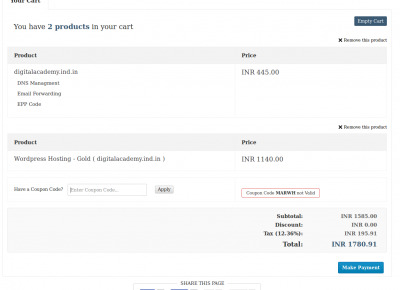 Your Cart
You have 2 products in your cart
Empty Cart
Remove this product
Product Price
digitalacademy.ind.in INR 445.00
DNS Managment
Email Forwarding
EPP Code
Remove this product
Product Price
Wordpress Hosting - Gold ( digitalacademy.ind.in ) INR 1140.00
Have a Coupon Code? Enter Coupon Code... Apply Coupon Code MARWH not Valid
Subtotal: INR 1585.00
Discount: INR 0.00
Tax (12.36%): INR 195.91
Total: INR 1780.91
Make Payment
SHARE THIS PAGE